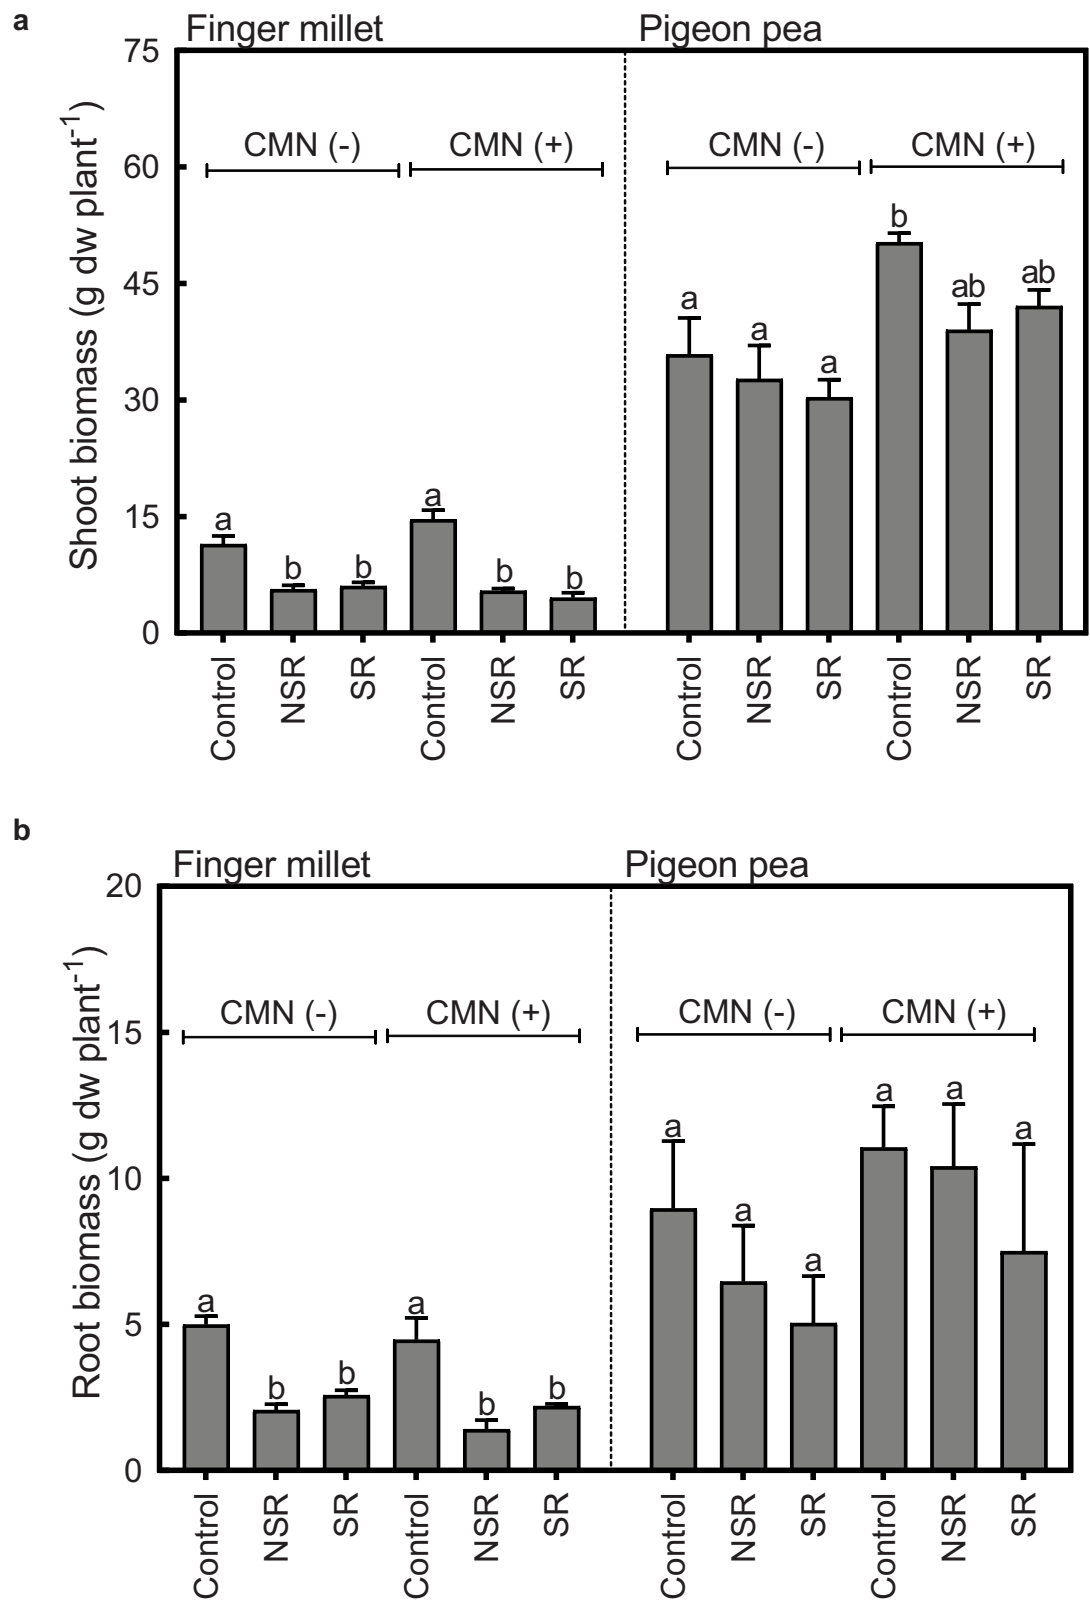 a
Finger millet Pigeon pea
75
60
45
30
15
0
Shoot biomass (g dw plant⁻¹)
CMN (-) CMN (+) CMN (-) CMN (+)
a b b a b b a a a b ab ab
Control NSR SR Control NSR SR Control NSR SR Control NSR SR
b
Finger millet Pigeon pea
20
15
10
5
0
Root biomass (g dw plant⁻¹)
CMN (-) CMN (+) CMN (-) CMN (+)
a b b a b b a a a a a a
Control NSR SR Control NSR SR Control NSR SR Control NSR SR